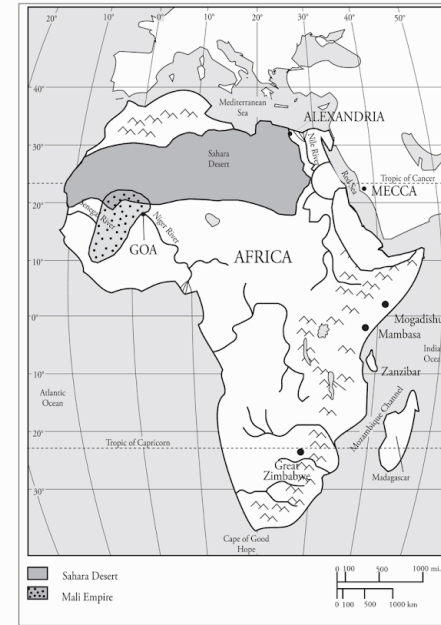 20°
10°
0°
10°
20°
30°
40°
50°
40°
Mediterranean
Sea
ALEXANDRIA
30°
Sahara
Desert
Nile River
Red Sea
Tropic of Cancer
MECCA
20°
Senegal River
Niger River
GOA
10°
AFRICA
0°
Mogadishu
Mambasa
India
Ocea
10°
Zanzibar
Atlantic
Ocean
Mozambique Channel
20°
Tropic of Capricorn
Great
Zimbabwe
Madagascar
30°
Cape of Good
Hope
Sahara Desert
Mali Empire
0 100 500 1000 mi.
0 100 500 1000 km